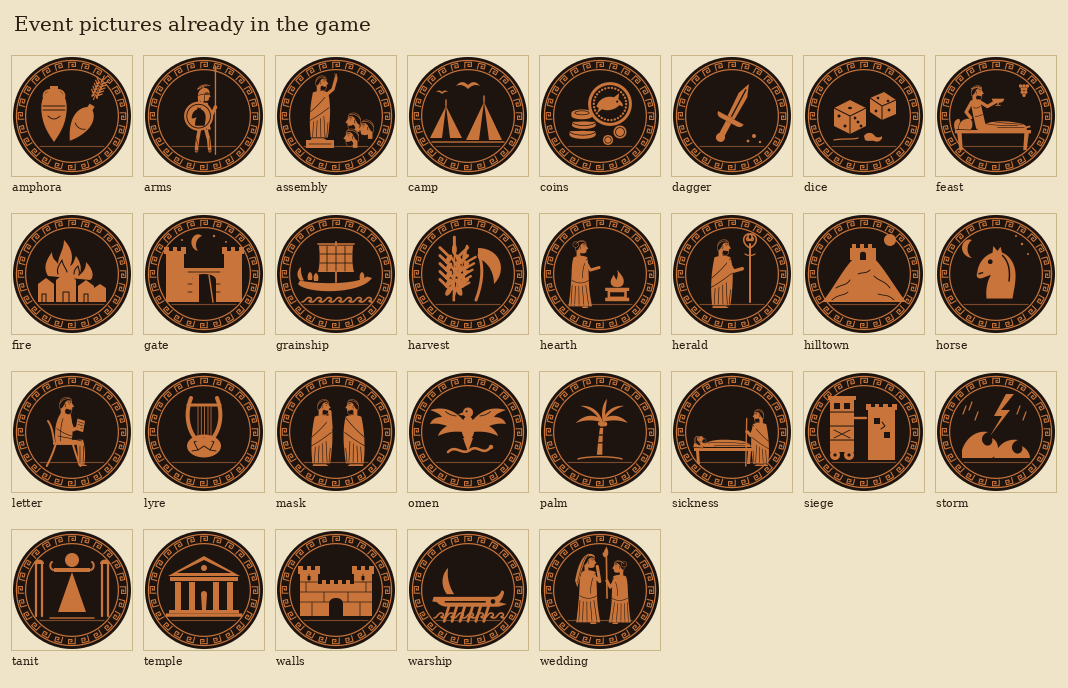 Event pictures already in the game
amphora arms assembly camp coins dagger dice feast
fire gate grainship harvest hearth herald hilltown horse
letter lyre mask omen palm sickness siege storm
tanit temple walls warship wedding